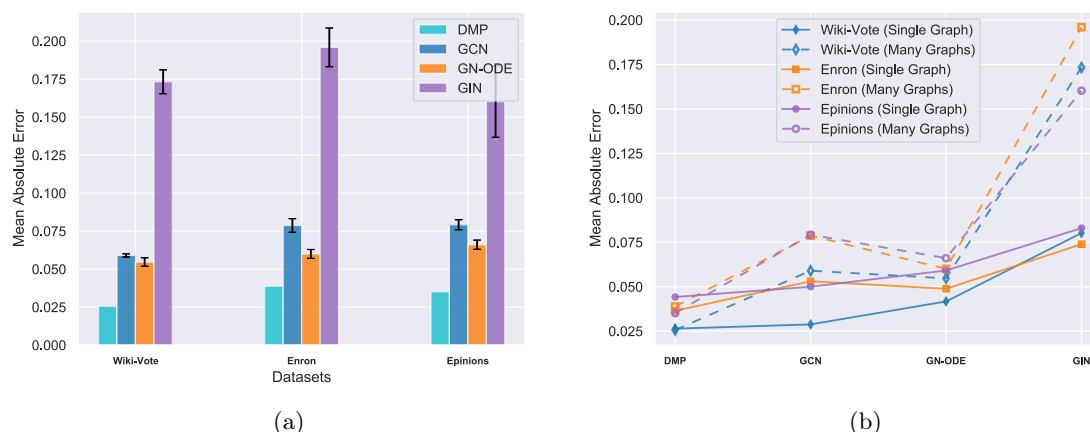 0.200
0.175
0.150
0.125
0.100
0.075
0.050
0.025
0.000
Mean Absolute Error
DMP
GCN
GN-ODE
GIN
Wiki-Vote
Enron
Epinions
Datasets
(a)
0.200
0.175
0.150
0.125
0.100
0.075
0.050
0.025
Mean Absolute Error
Wiki-Vote (Single Graph)
Wiki-Vote (Many Graphs)
Enron (Single Graph)
Enron (Many Graphs)
Epinions (Single Graph)
Epinions (Many Graphs)
DMP
GCN
GN-ODE
GIN
(b)